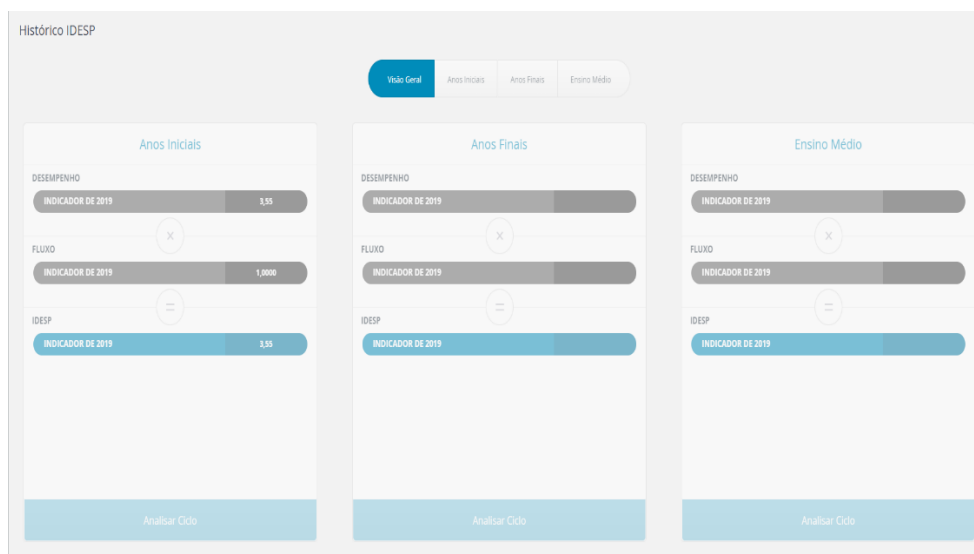 Histórico IDESP
Visão Geral Anos Iniciais Anos Finais Ensino Médio
Anos Iniciais
DESEMPENHO
INDICADOR DE 2019 3,55
x
FLUXO
INDICADOR DE 2019 1,0000
=
IDESP
INDICADOR DE 2019 3,55
Analisar Ciclo
Anos Finais
DESEMPENHO
INDICADOR DE 2019
x
FLUXO
INDICADOR DE 2019
=
IDESP
INDICADOR DE 2019
Analisar Ciclo
Ensino Médio
DESEMPENHO
INDICADOR DE 2019
x
FLUXO
INDICADOR DE 2019
=
IDESP
INDICADOR DE 2019
Analisar Ciclo